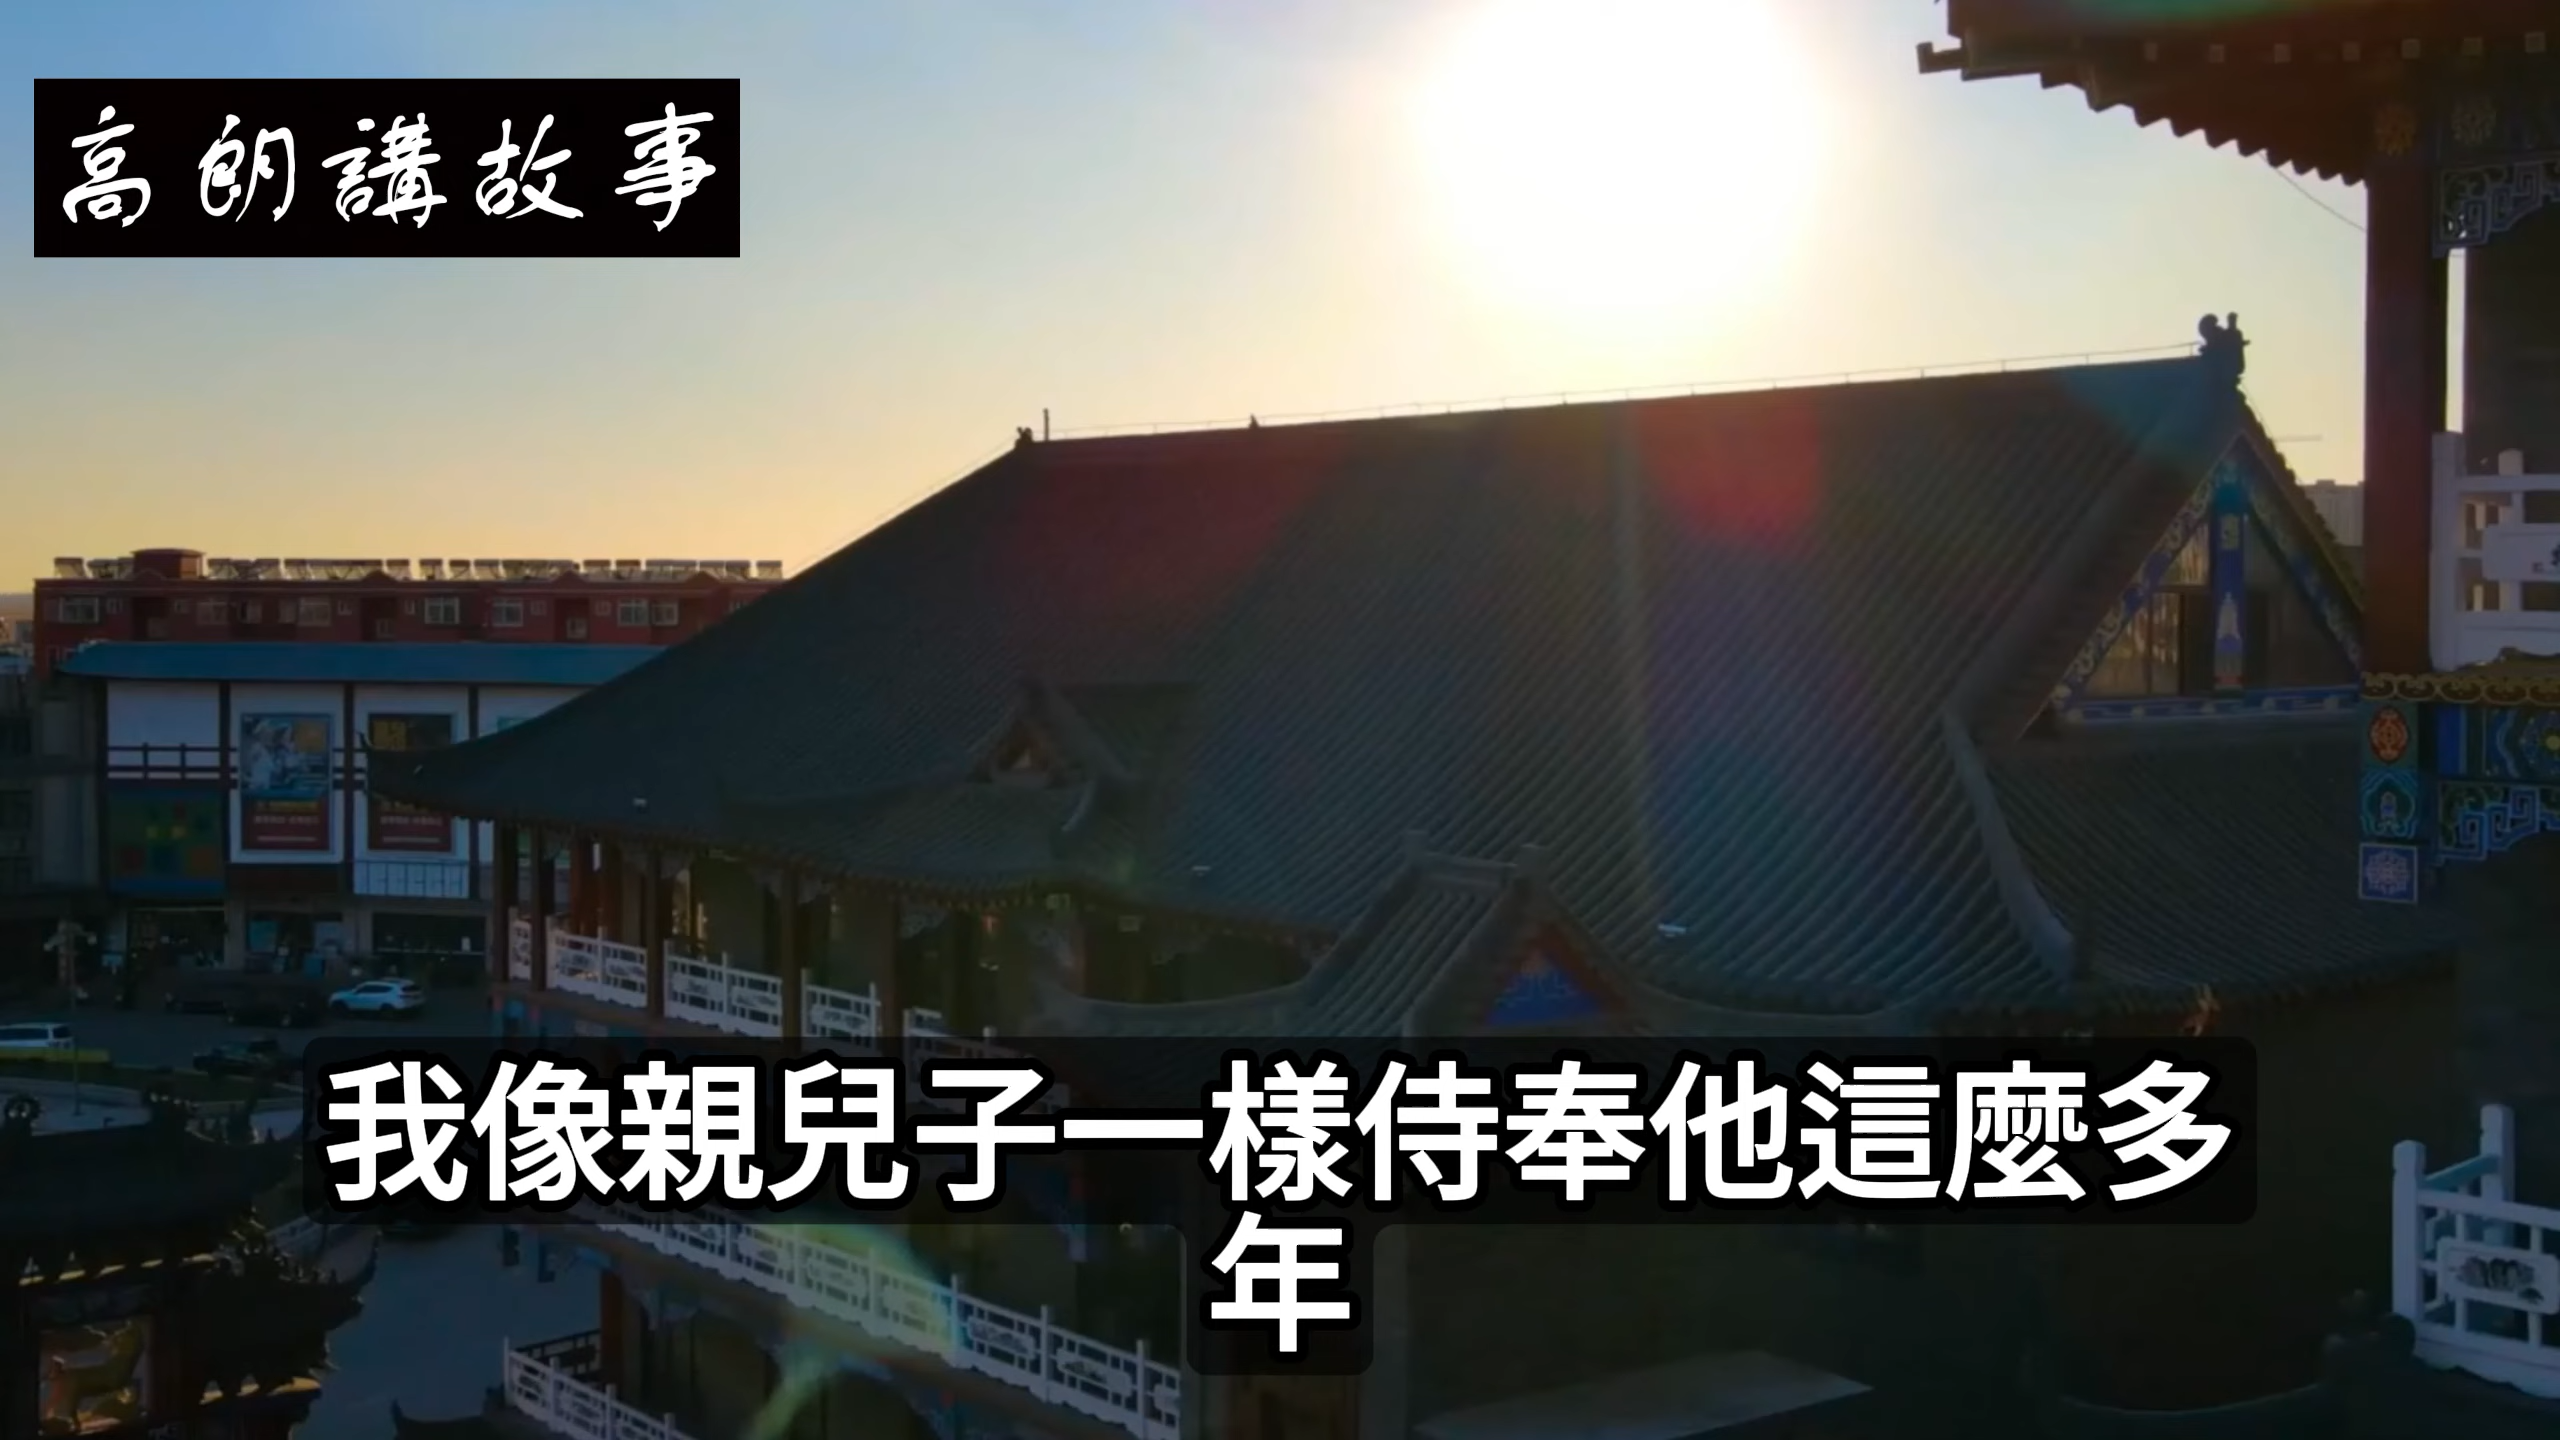 高朗講故事
我像親兒子一樣侍奉他這麼多
年